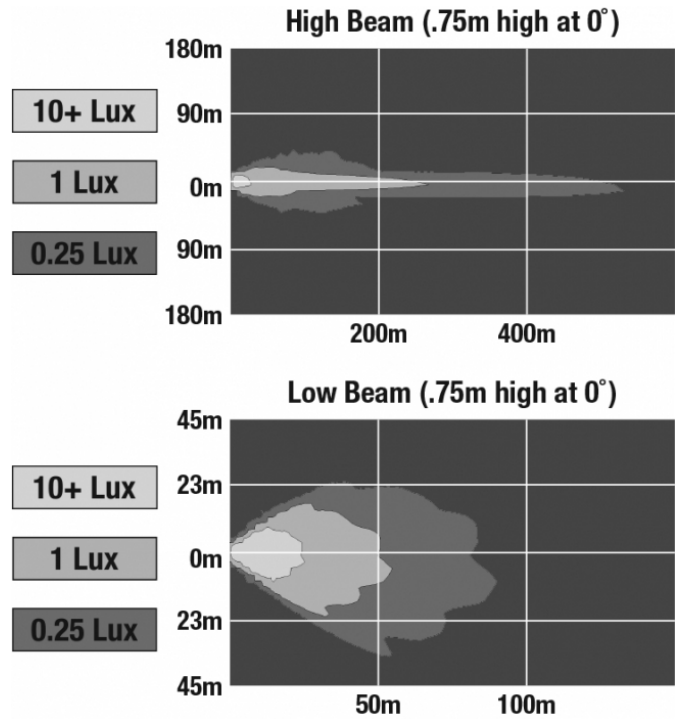 High Beam (.75m high at 0°)
180m
10+ Lux
90m
1 Lux
0m
0.25 Lux
90m
180m
200m
400m
Low Beam (.75m high at 0°)
45m
10+ Lux
23m
1 Lux
0m
0.25 Lux
23m
45m
50m
100m